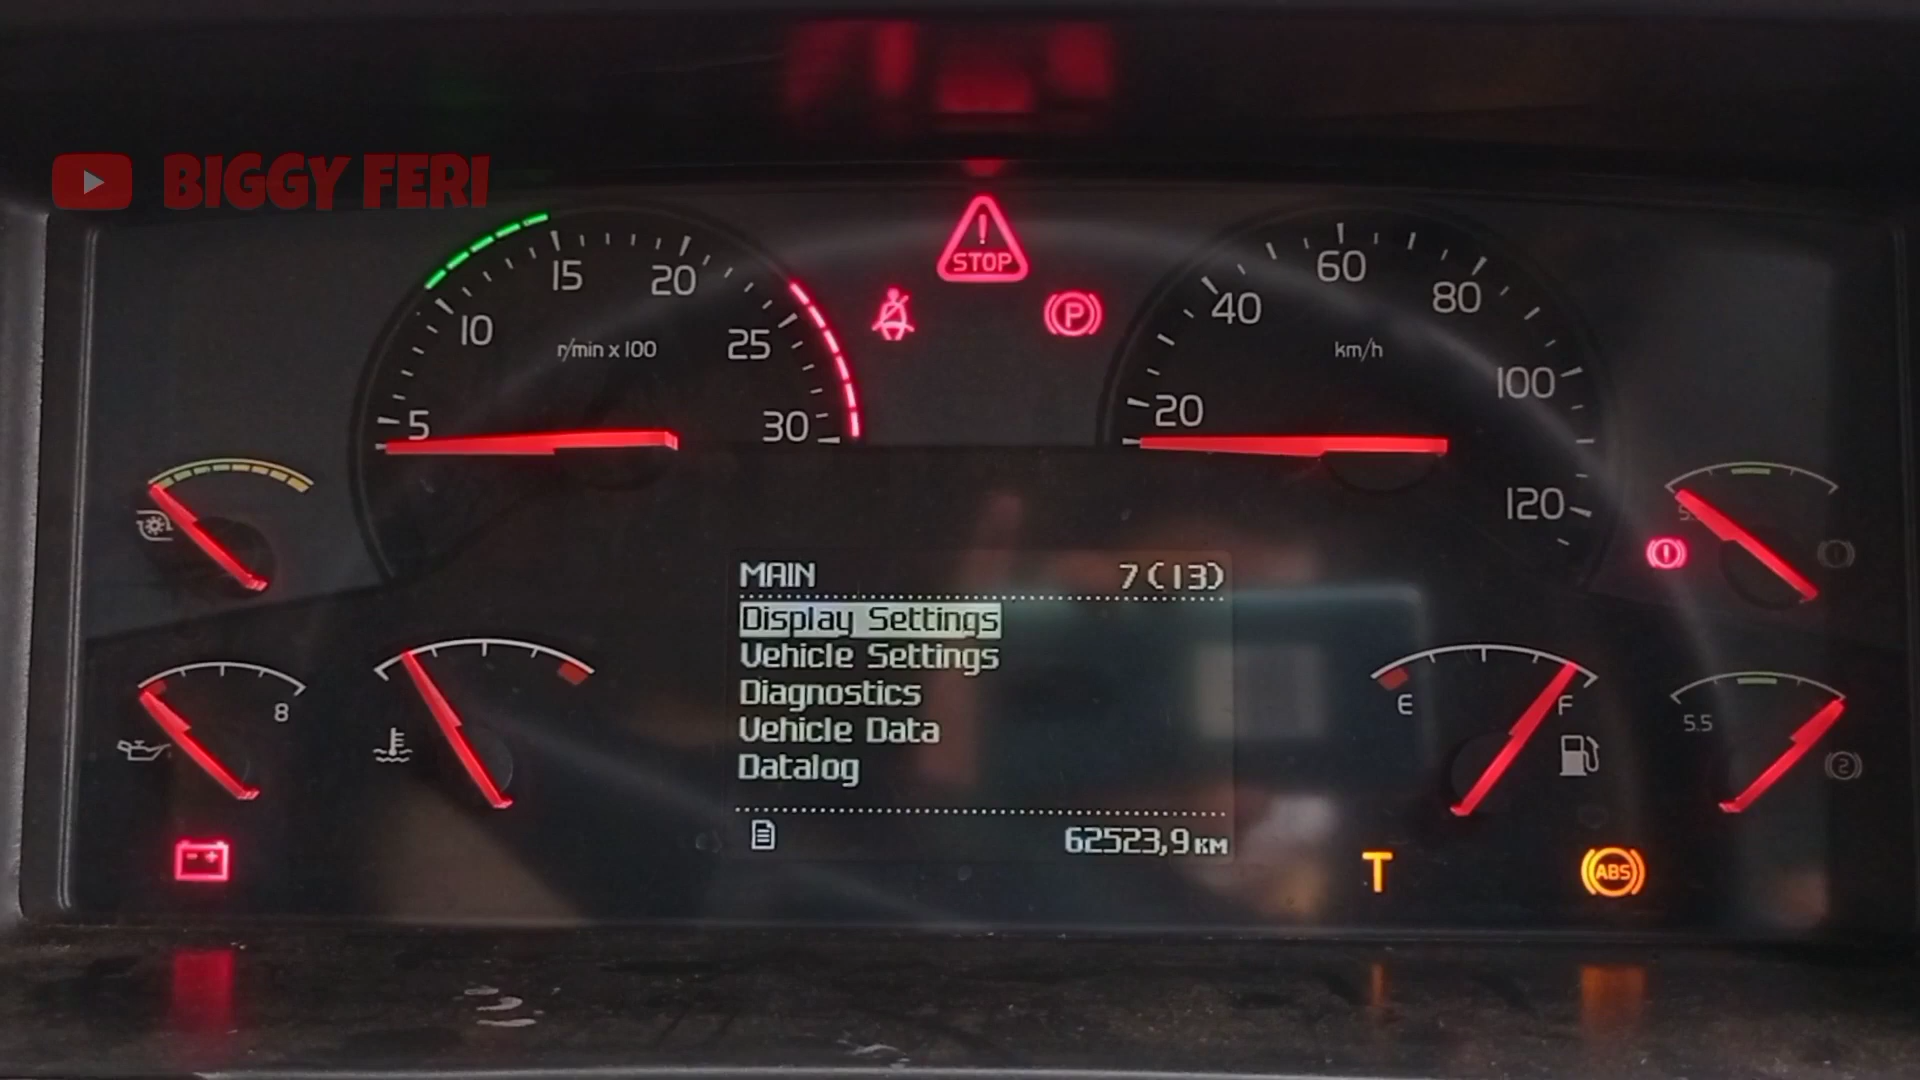 BIGGY FERI
STOP
P
5
10
15
20
25
30
r/min x 100
20
40
60
80
100
120
km/h
8
MAIN 7(13)
Display Settings
Vehicle Settings
Diagnostics
Vehicle Data
Datalog
62523,9 KM
E
F
T
ABS
5.5
2